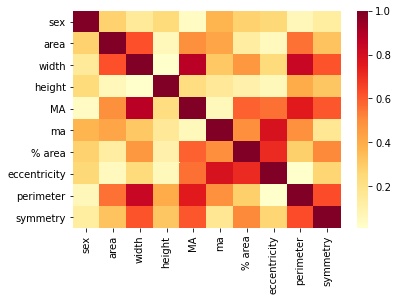 sex
area
width
height
MA
ma
% area
eccentricity
perimeter
symmetry
sex
area
width
height
MA
ma
% area
eccentricity
perimeter
symmetry
1.0
0.8
0.6
0.4
0.2